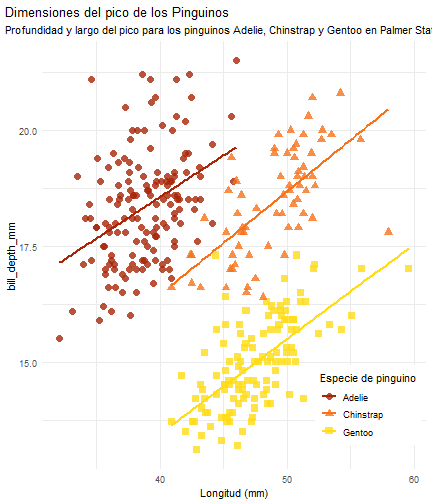 Dimensiones del pico de los Pinguinos
Profundidad y largo del pico para los pinguinos Adelie, Chinstrap y Gentoo en Palmer Sta
bill_depth_mm
20.0
17.5
15.0
Especie de pinguino
Adelie
Chinstrap
Gentoo
40
50
60
Longitud (mm)